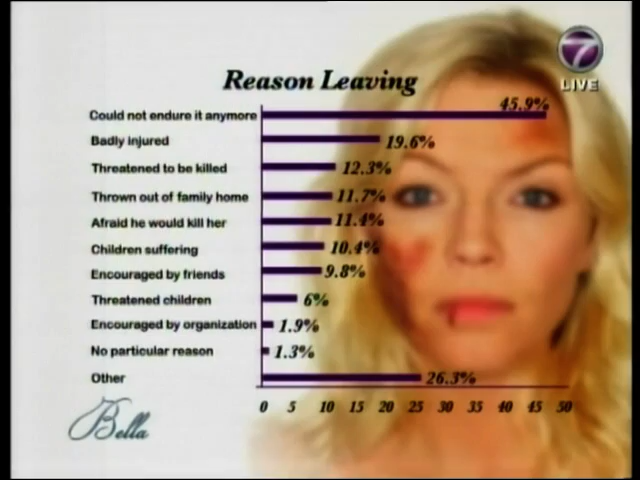 7
LIVE
Reason Leaving
Could not endure it anymore 45.9%
Badly injured 19.6%
Threatened to be killed 12.3%
Thrown out of family home 11.7%
Afraid he would kill her 11.4%
Children suffering 10.4%
Encouraged by friends 9.8%
Threatened children 6%
Encouraged by organization 1.9%
No particular reason 1.3%
Other 26.3%
0 5 10 15 20 25 30 35 40 45 50
Bella